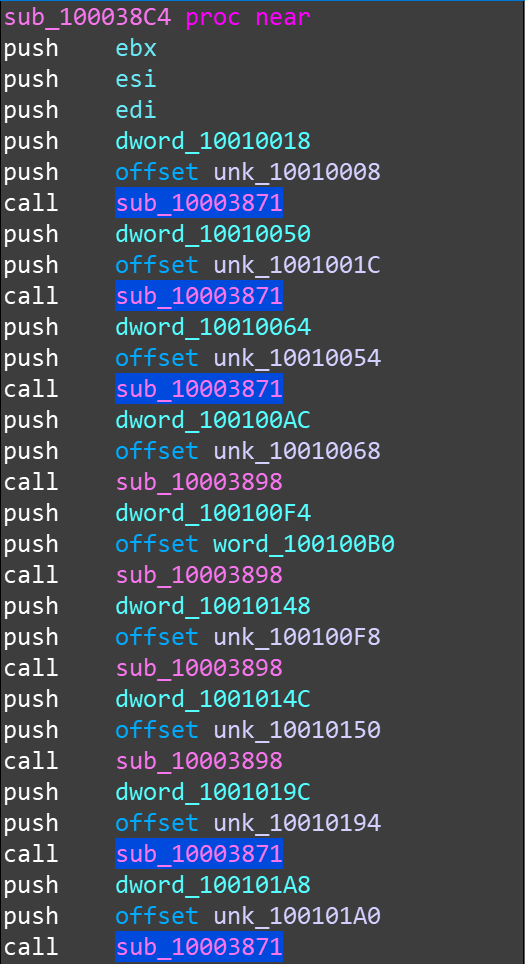 sub_100038C4 proc near
push ebx
push esi
push edi
push dword_10010018
push offset unk_10010008
call sub_10003871
push dword_10010050
push offset unk_1001001C
call sub_10003871
push dword_10010064
push offset unk_10010054
call sub_10003871
push dword_100100AC
push offset unk_10010068
call sub_10003898
push dword_100100F4
push offset word_100100B0
call sub_10003898
push dword_10010148
push offset unk_100100F8
call sub_10003898
push dword_1001014C
push offset unk_10010150
call sub_10003898
push dword_1001019C
push offset unk_10010194
call sub_10003871
push dword_100101A8
push offset unk_100101A0
call sub_10003871